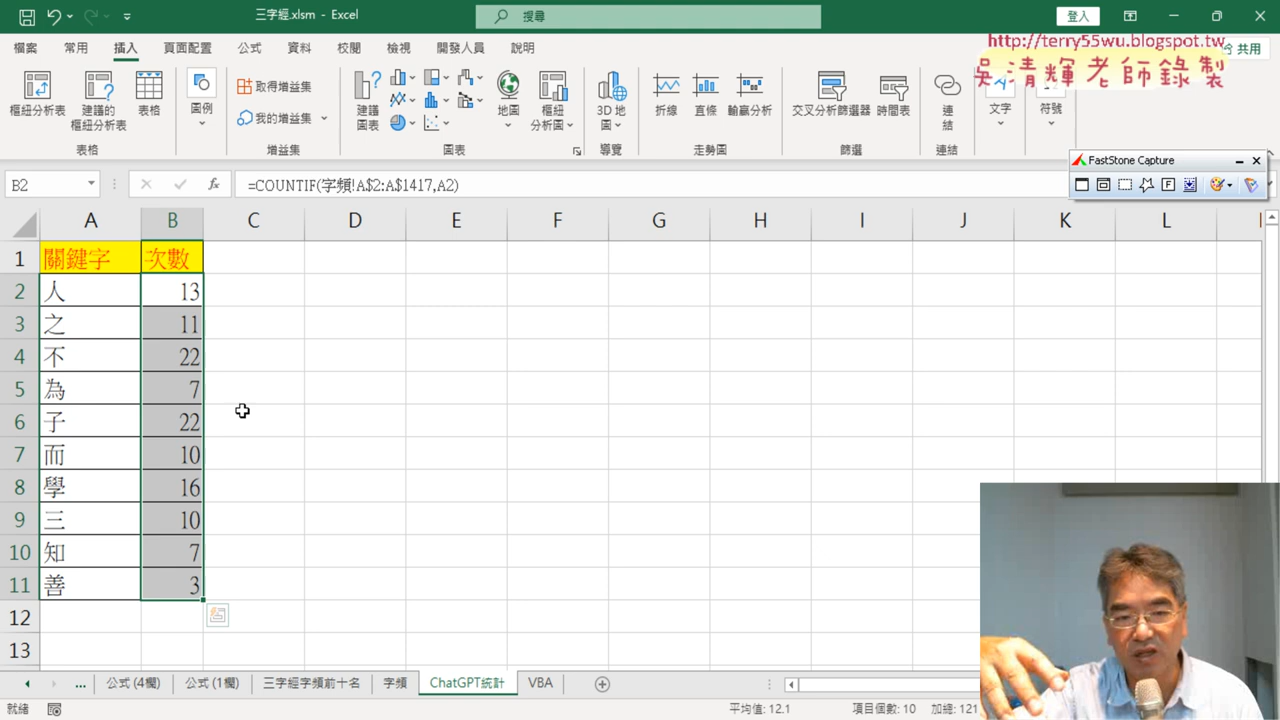 三字經.xlsm - Excel
搜尋
登入
檔案 常用 插入 頁面配置 公式 資料 校閱 檢視 開發人員 說明
共用
http://terry55wu.blogspot.tw
吳清輝老師錄製
樞紐分析表
建議的
樞紐分析表
表格
圖例
取得增益集
我的增益集
建議
圖表
地圖
樞紐
分析圖
3D 地
圖
折線
直條
輸贏分析
交叉分析篩選器
時間表
連
結
文字
符號
表格
增益集
圖表
導覽
走勢圖
篩選
連結
FastStone Capture
B2
fx
=COUNTIF(字頻!A$2:A$1417,A2)
A B C D E F G H I J K L
1 關鍵字 次數
2 人 13
3 之 11
4 不 22
5 為 7
6 子 22
7 而 10
8 學 16
9 三 10
10 知 7
11 善 3
12
13
... 公式 (4欄) 公式 (1欄) 三字經字頻前十名 字頻 ChatGPT統計 VBA
就緒
平均值: 12.1 項目個數: 10 加總: 121